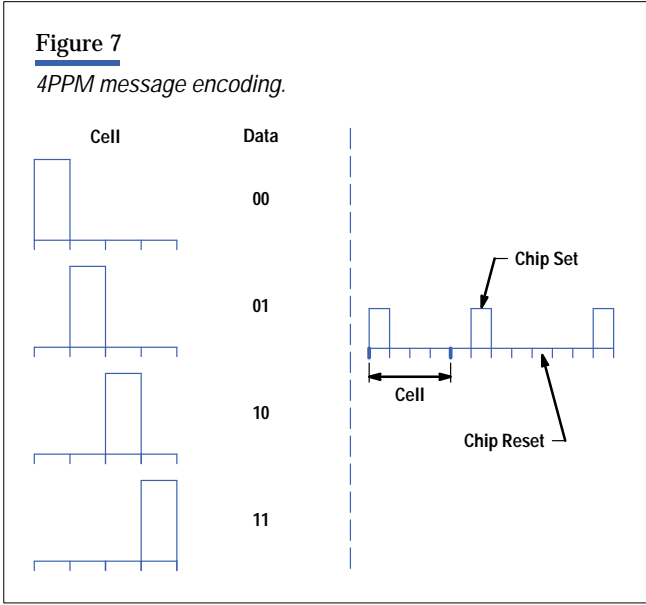 Figure 7
4PPM message encoding.
Cell Data
00
01
10
11
Chip Set
Cell
Chip Reset